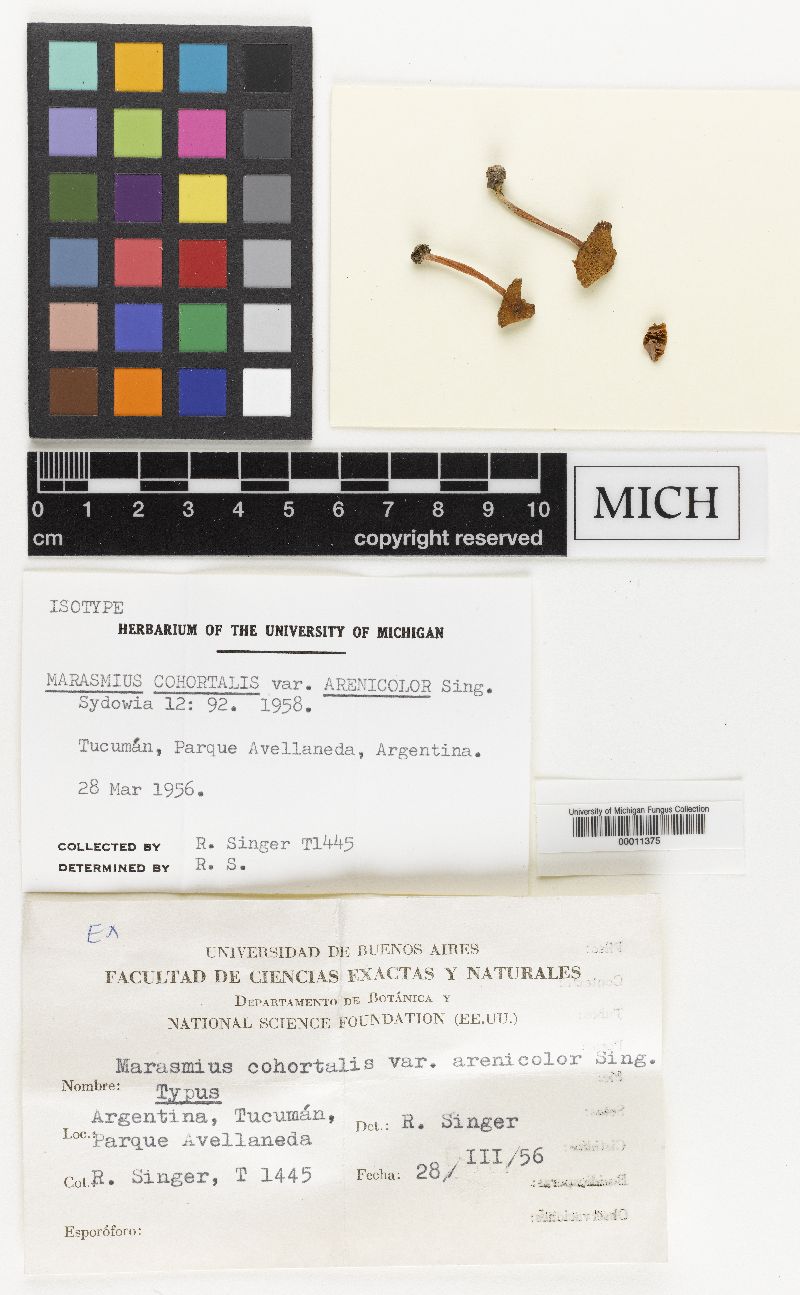 0 1 2 3 4 5 6 7 8 9 10
cm copyright reserved
MICH
ISOTYPE
HERBARIUM OF THE UNIVERSITY OF MICHIGAN
MARASMIUS COHORTALIS var. ARENICOLOR Sing.
Sydowia 12: 92. 1958.
Tucumán, Parque Avellaneda, Argentina.
28 Mar 1956.
COLLECTED BY R. Singer T1445
DETERMINED BY R. S.
University of Michigan Fungus Collection
00011375
Ex
UNIVERSIDAD DE BUENOS AIRES
FACULTAD DE CIENCIAS EXACTAS Y NATURALES
DEPARTAMENTO DE BOTÁNICA Y
NATIONAL SCIENCE FOUNDATION (EE.UU.)
Marasmius cohortalis var. arenicolor Sing.
Nombre: Typus
Argentina, Tucumán,
Loc.: Parque Avellaneda
Det.: R. Singer
Col. R. Singer, T 1445
Fecha: 28/III/56
Esporóforo: